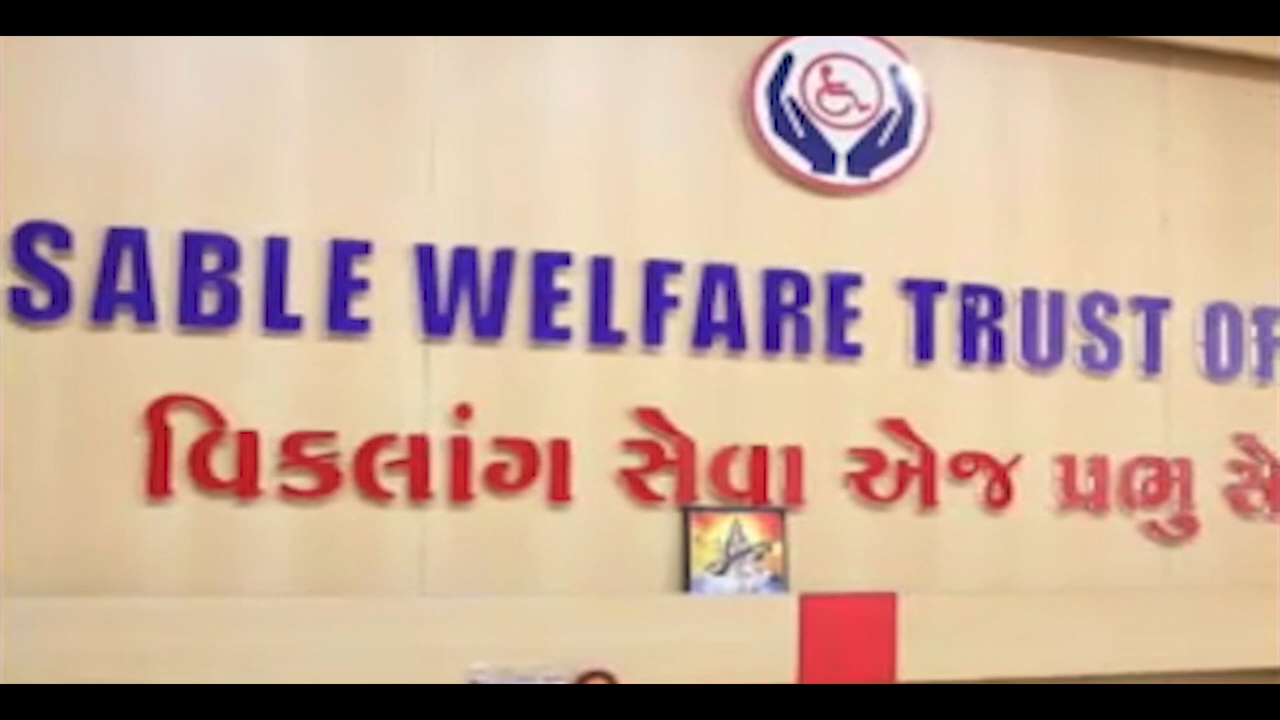 SABLE WELFARE TRUST OF
વિકલાંગ સેવા એજ પ્રભુ સે